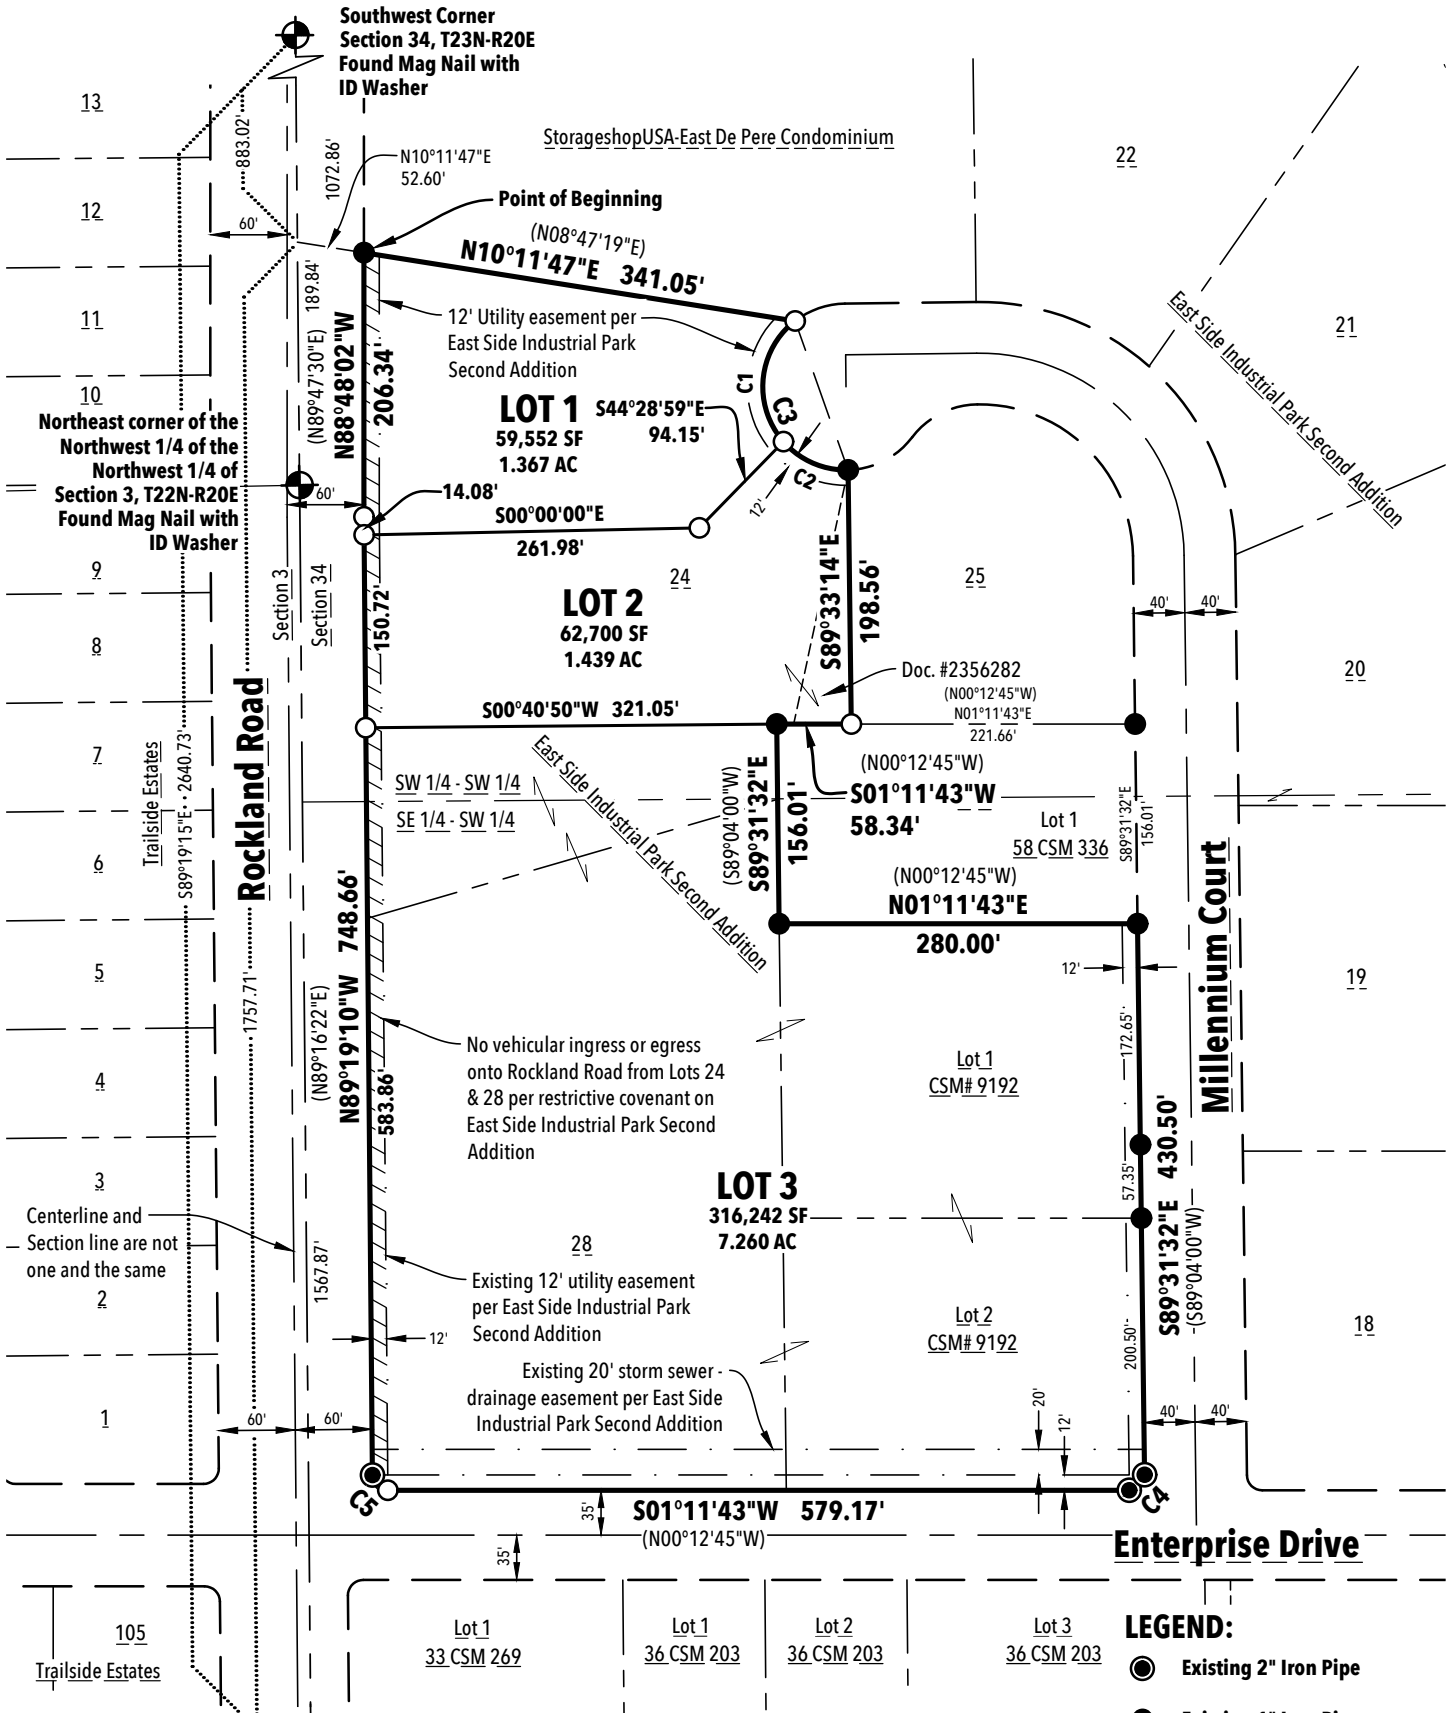 Southwest Corner
Section 34, T23N-R20E
Found Mag Nail with
ID Washer
13
883.02'
1072.86'
N10°11'47"E
52.60'
StorageshopUSA-East De Pere Condominium
22
12
60'
Point of Beginning
(N08°47'19"E)
N10°11'47"E 341.05'
189.84'
(N89°47'30"E)
N88°48'02"W
206.34'
11
12' Utility easement per
East Side Industrial Park
Second Addition
C1
C3
C2
12'
East Side Industrial Park Second Addition
21
10
Northeast corner of the
Northwest 1/4 of the
Northwest 1/4 of
Section 3, T22N-R20E
Found Mag Nail with
ID Washer
LOT 1
59,552 SF
1.367 AC
S44°28'59"E
94.15'
60'
14.08'
S00°00'00"E
261.98'
9
Section 3
Section 34
150.72'
24
25
LOT 2
62,700 SF
1.439 AC
S89°33'14"E
198.56'
40'
40'
8
20
Doc. #2356282
(N00°12'45"W)
N01°11'43"E
221.66'
S00°40'50"W 321.05'
7
Trailside Estates
S89°19'15"E
2640.73'
Rockland Road
SW 1/4 - SW 1/4
SE 1/4 - SW 1/4
East Side Industrial Park Second Addition
(S89°04'00"W)
S89°31'32"E
156.01'
(N00°12'45"W)
S01°11'43"W
58.34'
Lot 1
58 CSM 336
S89°31'32"E
156.01'
6
(N00°12'45"W)
N01°11'43"E
280.00'
Millennium Court
5
1757.71'
(N89°16'22"E)
N89°19'10"W 748.66'
583.86'
12'
19
172.65'
No vehicular ingress or egress
onto Rockland Road from Lots 24
& 28 per restrictive covenant on
East Side Industrial Park Second
Addition
Lot 1
CSM# 9192
4
57.35'
S89°31'32"E 430.50'
(S89°04'00"W)
3
LOT 3
316,242 SF
7.260 AC
Centerline and
Section line are not
one and the same
1567.87'
28
2
Existing 12' utility easement
per East Side Industrial Park
Second Addition
12'
Lot 2
CSM# 9192
200.50'
18
Existing 20' storm sewer -
drainage easement per East Side
Industrial Park Second Addition
20'
12'
1
60'
60'
40'
40'
C5
C4
35'
S01°11'43"W 579.17'
(N00°12'45"W)
35'
Enterprise Drive
105
Trailside Estates
Lot 1
33 CSM 269
Lot 1
36 CSM 203
Lot 2
36 CSM 203
Lot 3
36 CSM 203
LEGEND:
Existing 2" Iron Pipe